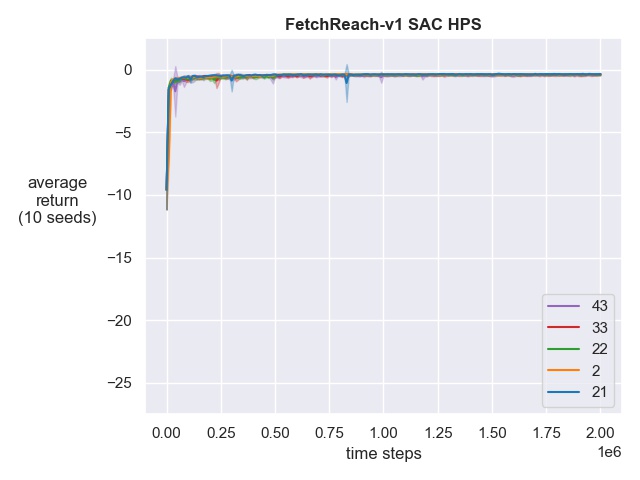 FetchReach-v1 SAC HPS
0
−5
−10
−15
−20
−25
average
return
(10 seeds)
43
33
22
2
21
0.00 0.25 0.50 0.75 1.00 1.25 1.50 1.75 2.00
time steps
1e6